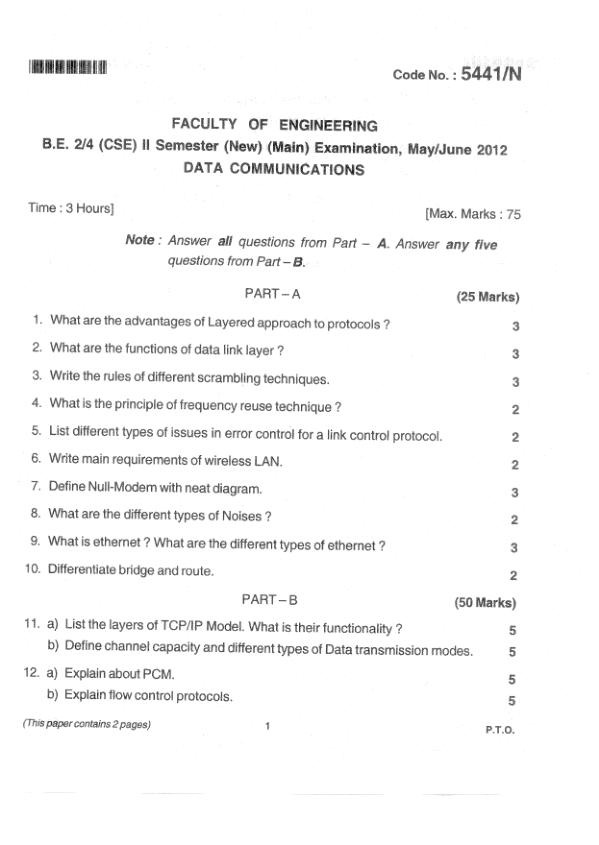 Code No. : 5441/N
FACULTY OF ENGINEERING
B.E. 2/4 (CSE) II Semester (New) (Main) Examination, May/June 2012
DATA COMMUNICATIONS
Time : 3 Hours]
[Max. Marks : 75
Note : Answer all questions from Part – A. Answer any five
questions from Part – B.
PART – A
(25 Marks)
1. What are the advantages of Layered approach to protocols ? 3
2. What are the functions of data link layer ? 3
3. Write the rules of different scrambling techniques. 3
4. What is the principle of frequency reuse technique ? 2
5. List different types of issues in error control for a link control protocol. 2
6. Write main requirements of wireless LAN. 2
7. Define Null-Modem with neat diagram. 3
8. What are the different types of Noises ? 2
9. What is ethernet ? What are the different types of ethernet ? 3
10. Differentiate bridge and route. 2
PART – B
(50 Marks)
11. a) List the layers of TCP/IP Model. What is their functionality ? 5
b) Define channel capacity and different types of Data transmission modes. 5
12. a) Explain about PCM. 5
b) Explain flow control protocols. 5
(This paper contains 2 pages) 1 P.T.O.